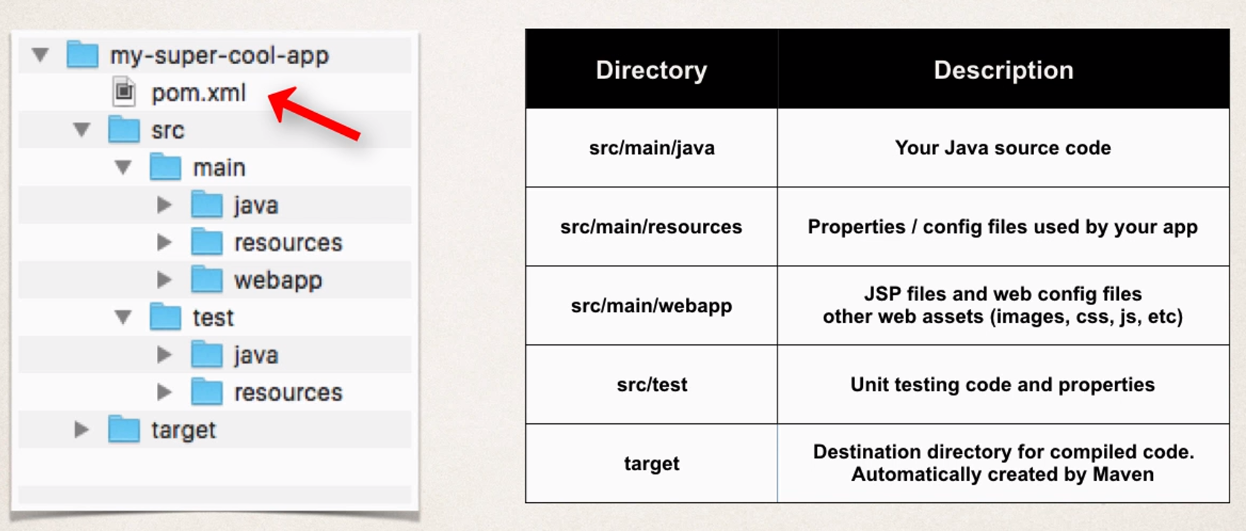 my-super-cool-app
pom.xml
src
main
java
resources
webapp
test
java
resources
target
Directory Description
src/main/java Your Java source code
src/main/resources Properties / config files used by your app
src/main/webapp JSP files and web config files
other web assets (images, css, js, etc)
src/test Unit testing code and properties
target Destination directory for compiled code.
Automatically created by Maven